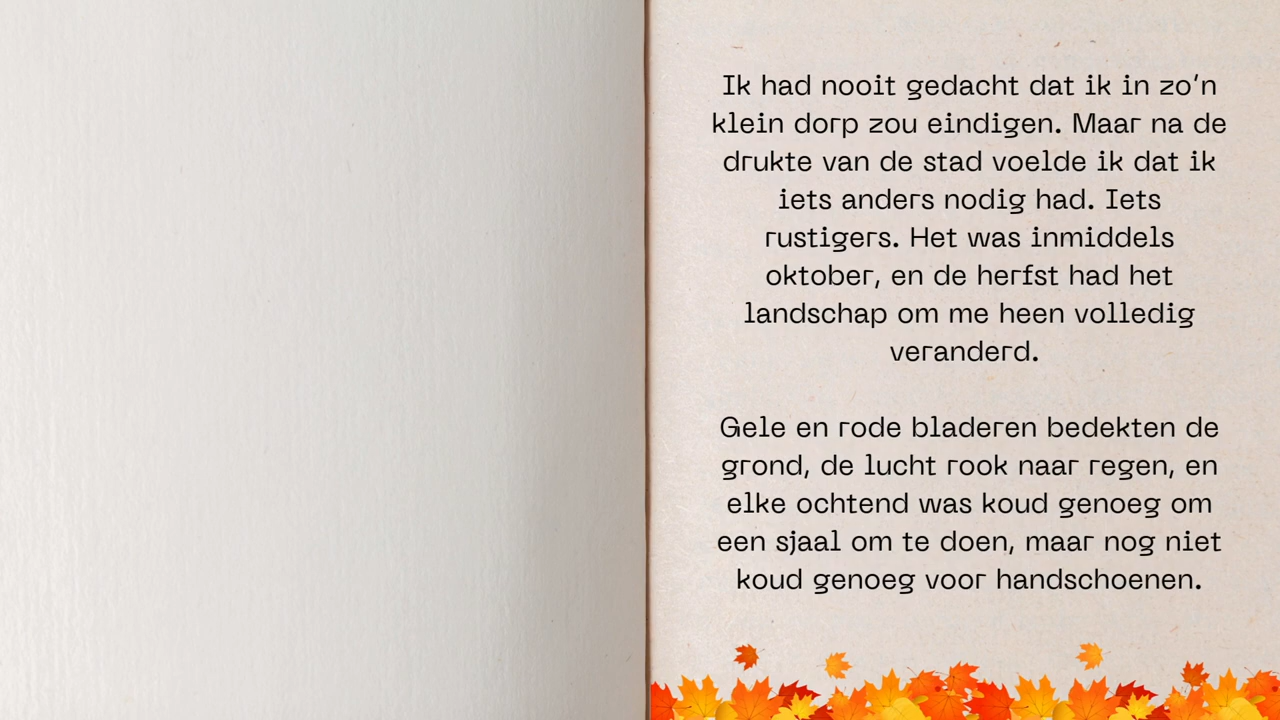 Ik had nooit gedacht dat ik in zo'n
klein dorp zou eindigen. Maar na de
drukte van de stad voelde ik dat ik
iets anders nodig had. Iets
rustigers. Het was inmiddels
oktober, en de herfst had het
landschap om me heen volledig
veranderd.
Gele en rode bladeren bedekten de
grond, de lucht rook naar regen, en
elke ochtend was koud genoeg om
een sjaal om te doen, maar nog niet
koud genoeg voor handschoenen.